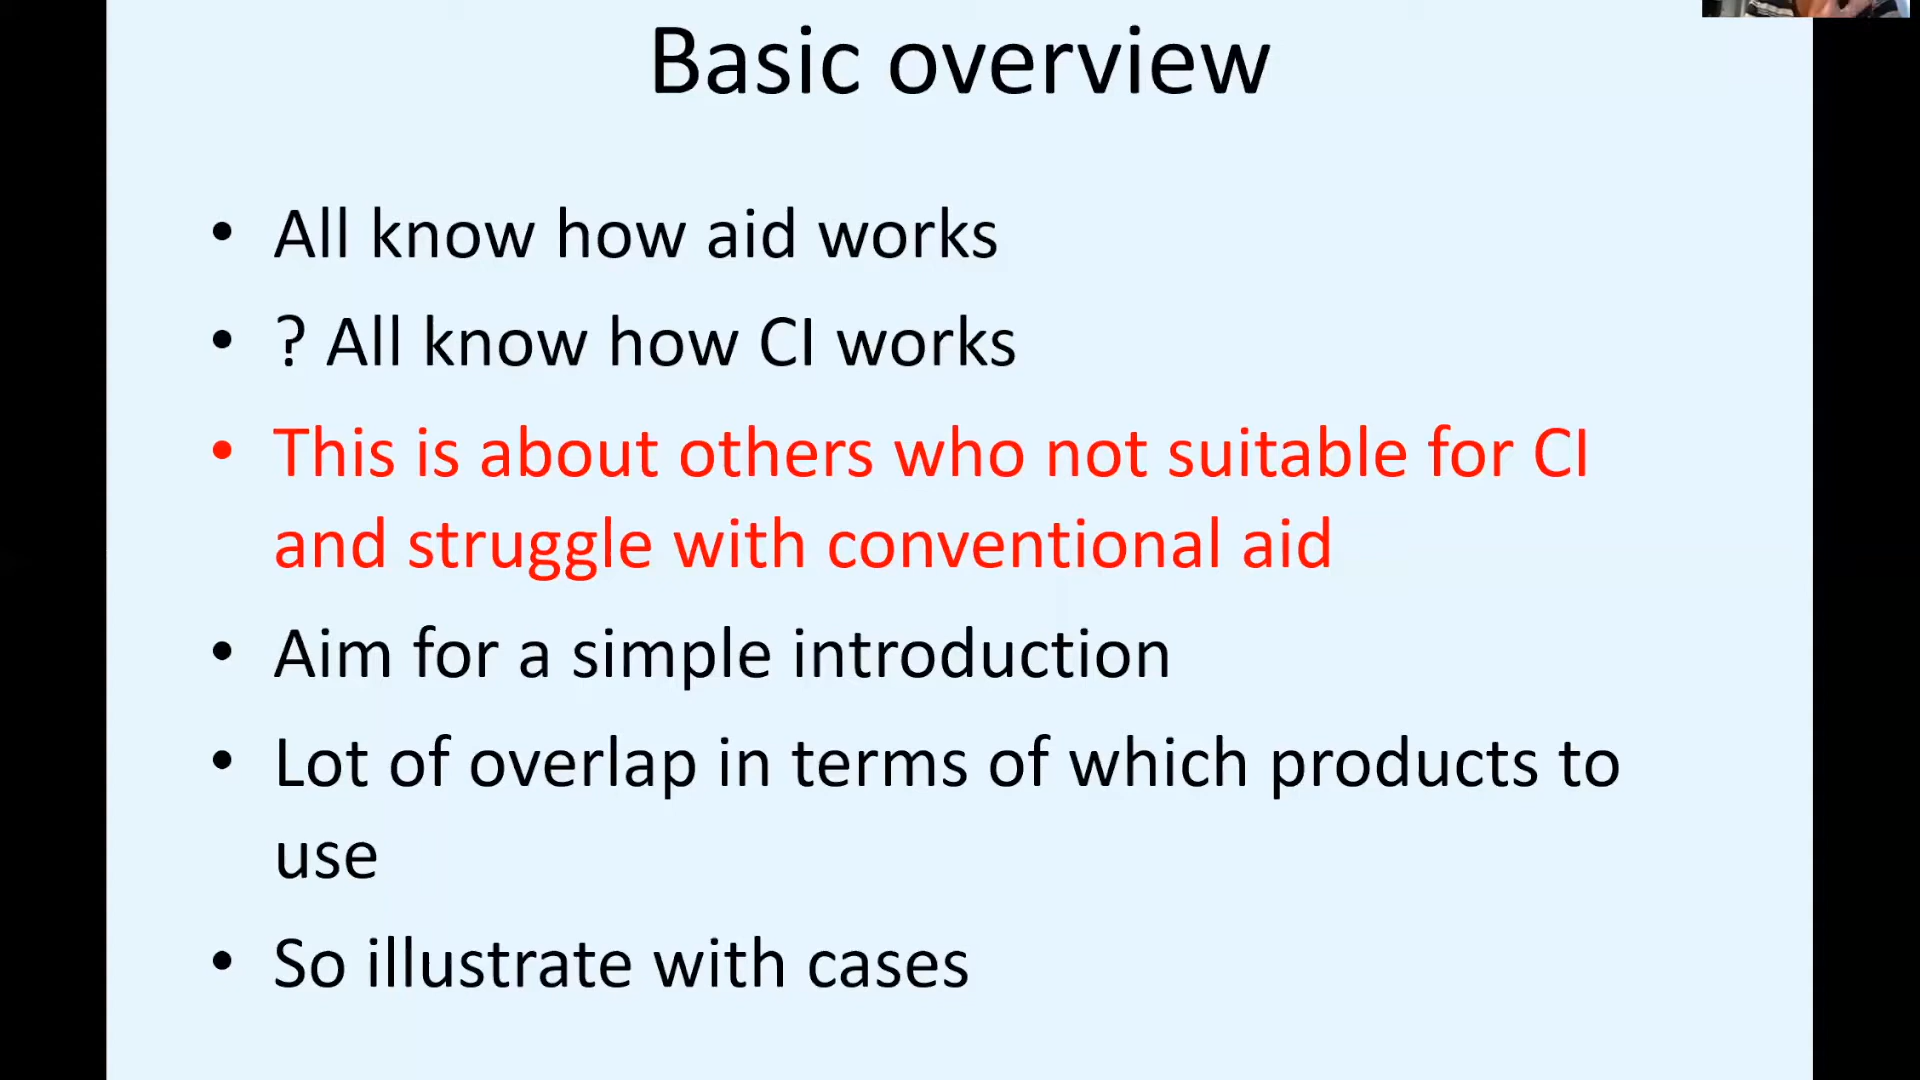 Basic overview
• All know how aid works
• ? All know how CI works
• This is about others who not suitable for CI
and struggle with conventional aid
• Aim for a simple introduction
• Lot of overlap in terms of which products to
use
• So illustrate with cases